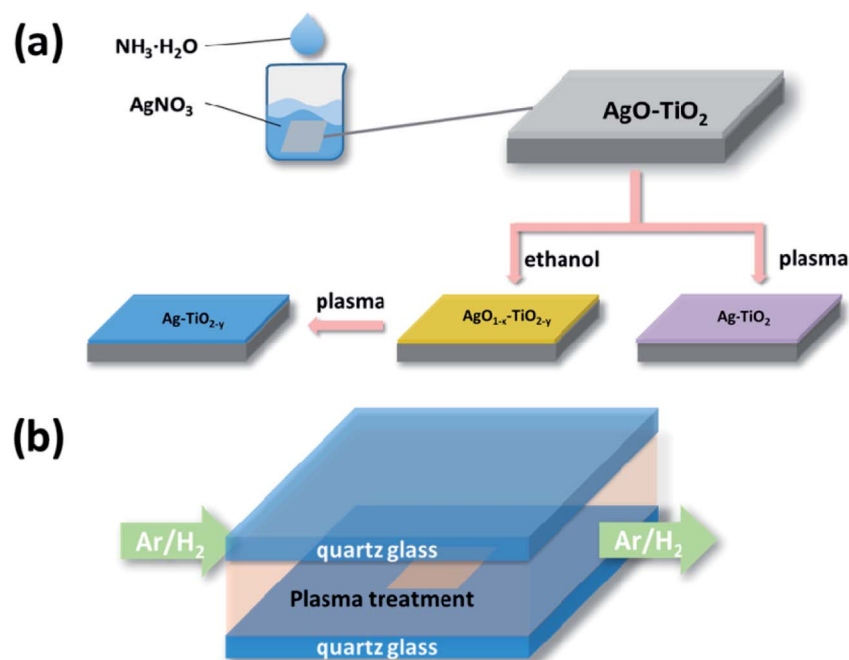 (a)
NH₃·H₂O
AgNO₃
AgO-TiO₂
ethanol
plasma
plasma
Ag-TiO₂₋ᵧ
AgO₁₋ₓ-TiO₂₋ᵧ
Ag-TiO₂
(b)
Ar/H₂
quartz glass
Ar/H₂
Plasma treatment
quartz glass